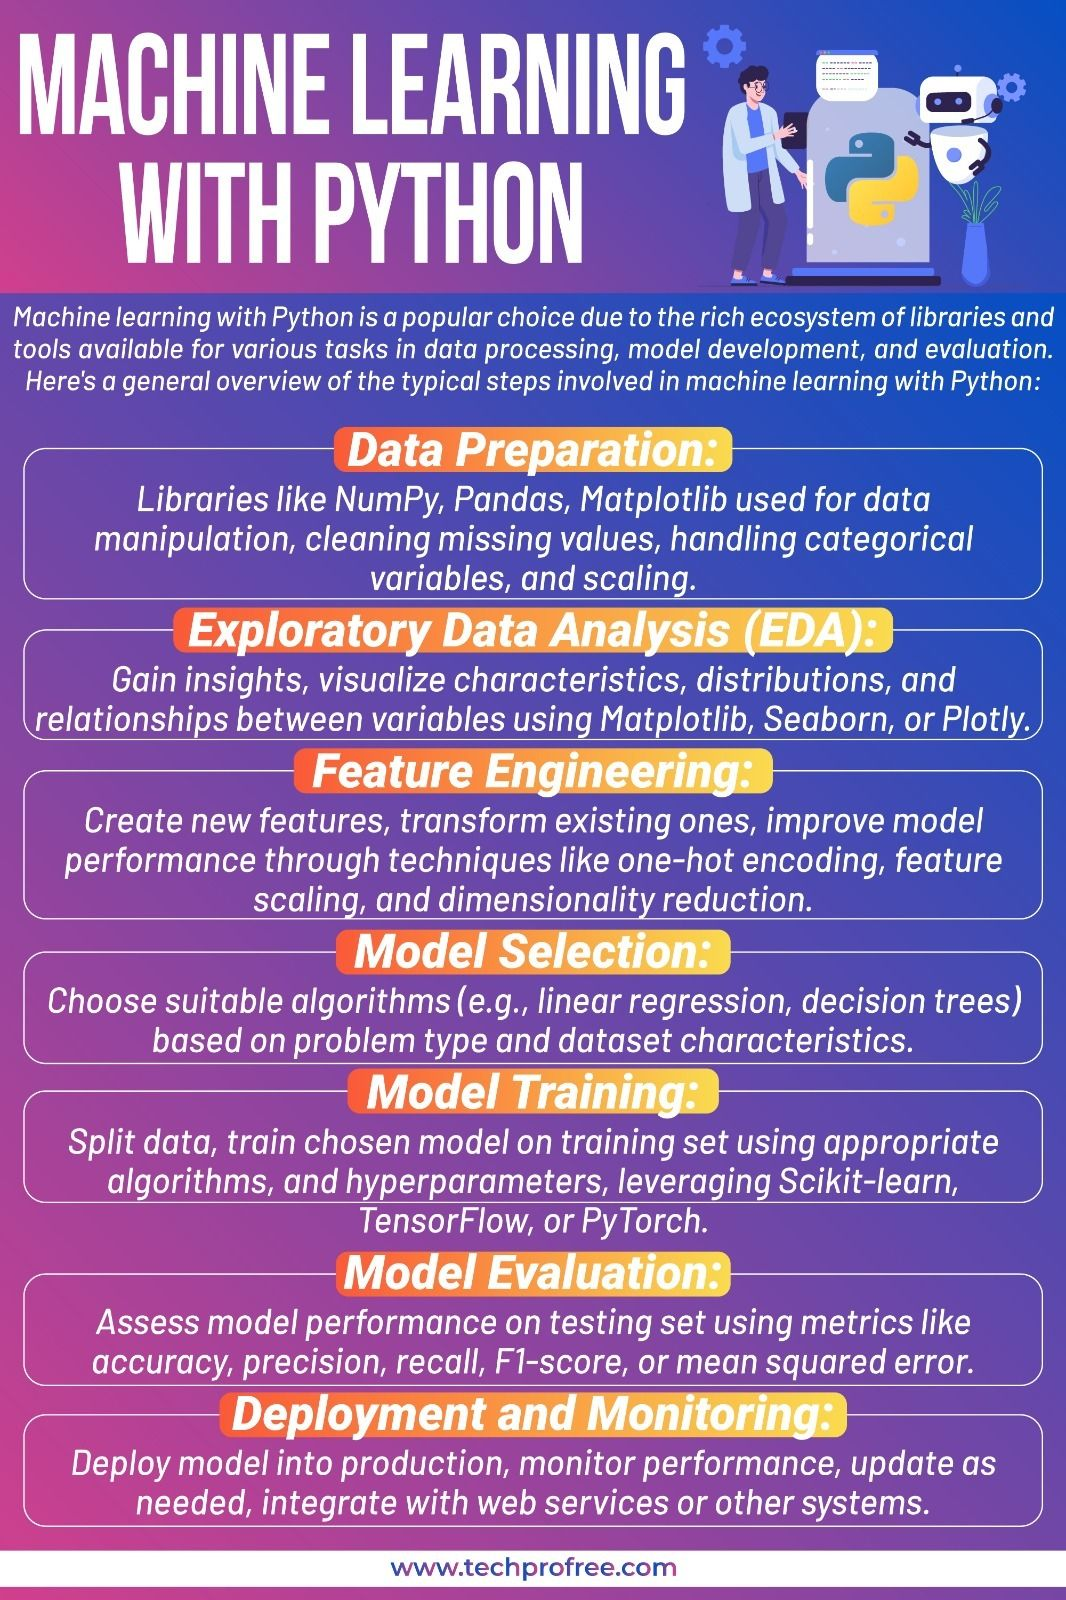 MACHINE LEARNING
WITH PYTHON
Machine learning with Python is a popular choice due to the rich ecosystem of libraries and
tools available for various tasks in data processing, model development, and evaluation.
Here's a general overview of the typical steps involved in machine learning with Python:
Data Preparation:
Libraries like NumPy, Pandas, Matplotlib used for data
manipulation, cleaning missing values, handling categorical
variables, and scaling.
Exploratory Data Analysis (EDA):
Gain insights, visualize characteristics, distributions, and
relationships between variables using Matplotlib, Seaborn, or Plotly.
Feature Engineering:
Create new features, transform existing ones, improve model
performance through techniques like one-hot encoding, feature
scaling, and dimensionality reduction.
Model Selection:
Choose suitable algorithms (e.g., linear regression, decision trees)
based on problem type and dataset characteristics.
Model Training:
Split data, train chosen model on training set using appropriate
algorithms, and hyperparameters, leveraging Scikit-learn,
TensorFlow, or PyTorch.
Model Evaluation:
Assess model performance on testing set using metrics like
accuracy, precision, recall, F1-score, or mean squared error.
Deployment and Monitoring:
Deploy model into production, monitor performance, update as
needed, integrate with web services or other systems.
www.techprofree.com